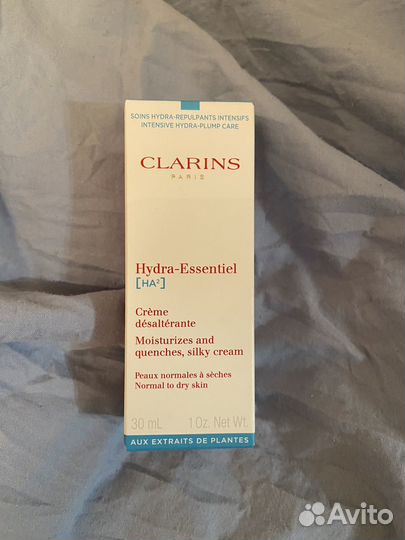 SOINS HYDRA-REPULPANTS INTENSIFS
INTENSIVE HYDRA-PLUMP CARE
CLARINS
PARIS
Hydra-Essentiel
[HA²]
Crème
désaltérante
Moisturizes and
quenches, silky cream
Peaux normales à sèches
Normal to dry skin
30 mL 1 Oz. Net Wt.
AUX EXTRAITS DE PLANTES
Avito